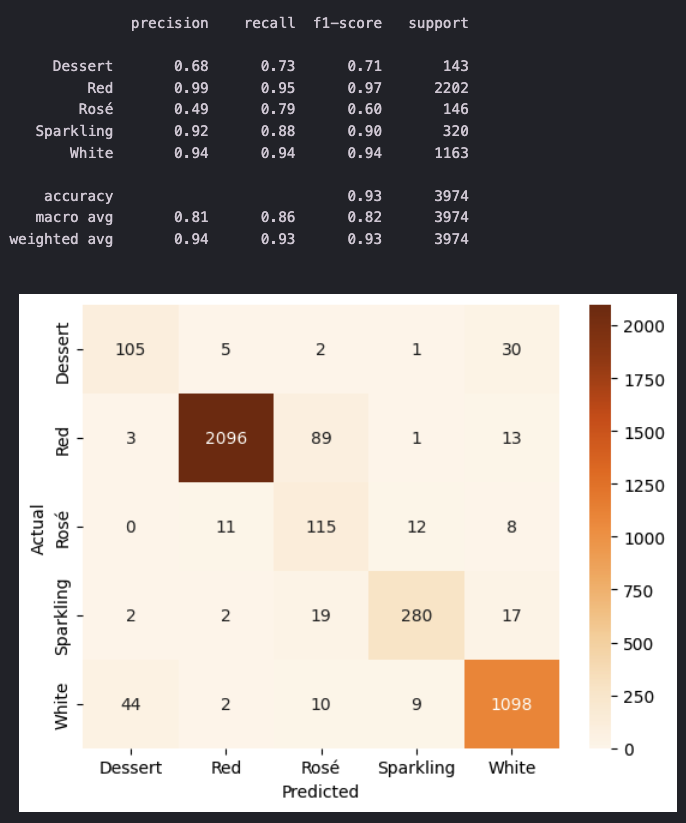 precision recall f1-score support
Dessert 0.68 0.73 0.71 143
Red 0.99 0.95 0.97 2202
Rosé 0.49 0.79 0.60 146
Sparkling 0.92 0.88 0.90 320
White 0.94 0.94 0.94 1163
accuracy 0.93 3974
macro avg 0.81 0.86 0.82 3974
weighted avg 0.94 0.93 0.93 3974
Actual
Dessert 105 5 2 1 30
Red 3 2096 89 1 13
Rosé 0 11 115 12 8
Sparkling 2 2 19 280 17
White 44 2 10 9 1098
Dessert Red Rosé Sparkling White
Predicted
2000
1750
1500
1250
1000
750
500
250
0